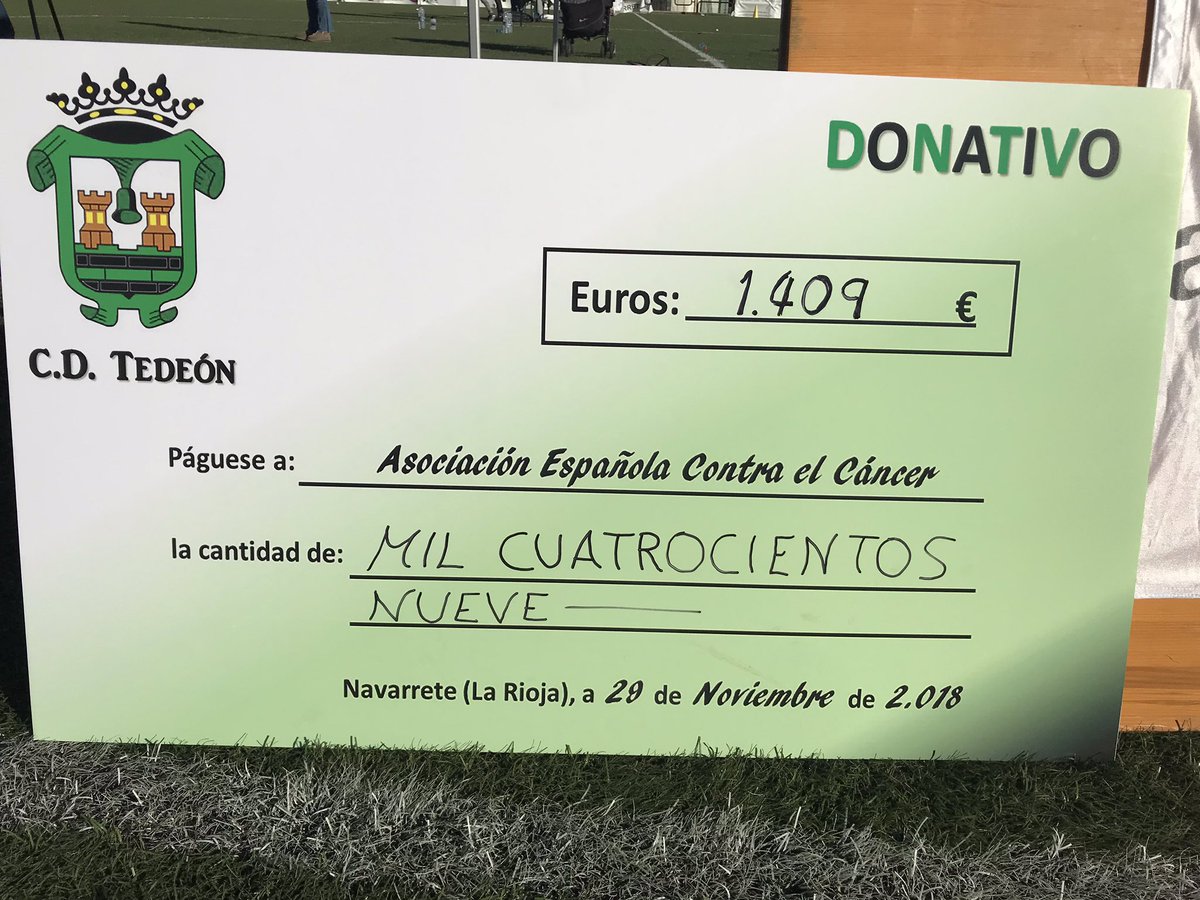 DONATIVO
Euros: 1.409 €
C.D. TEDEÓN
Páguese a: Asociación Española Contra el Cáncer
la cantidad de: MIL CUATROCIENTOS
NUEVE
Navarrete (La Rioja), a 29 de Noviembre de 2.018